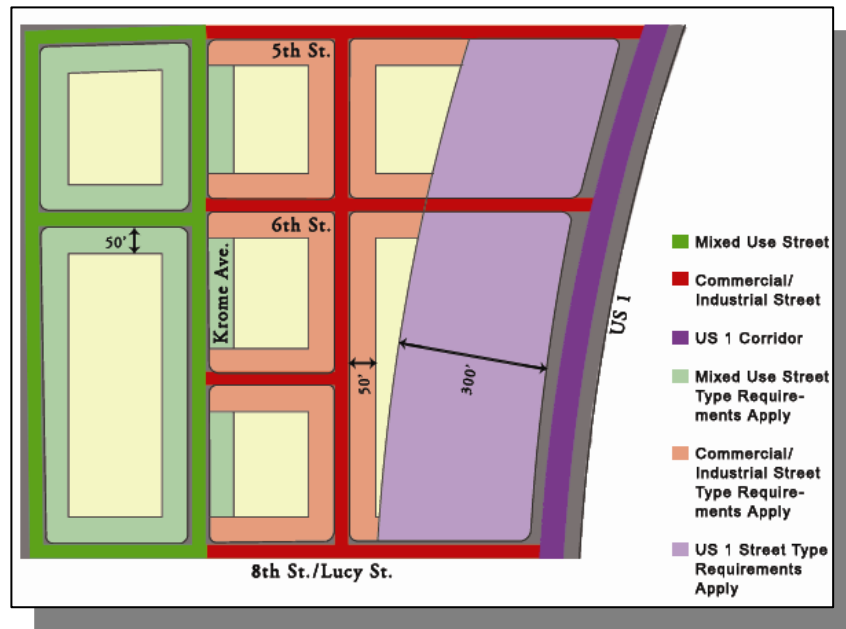 5th St.
6th St.
50'
Krome Ave.
50'
300'
US 1
8th St./Lucy St.
Mixed Use Street
Commercial/
Industrial Street
US 1 Corridor
Mixed Use Street
Type Require-
ments Apply
Commercial/
Industrial Street
Type Require-
ments Apply
US 1 Street Type
Requirements
Apply